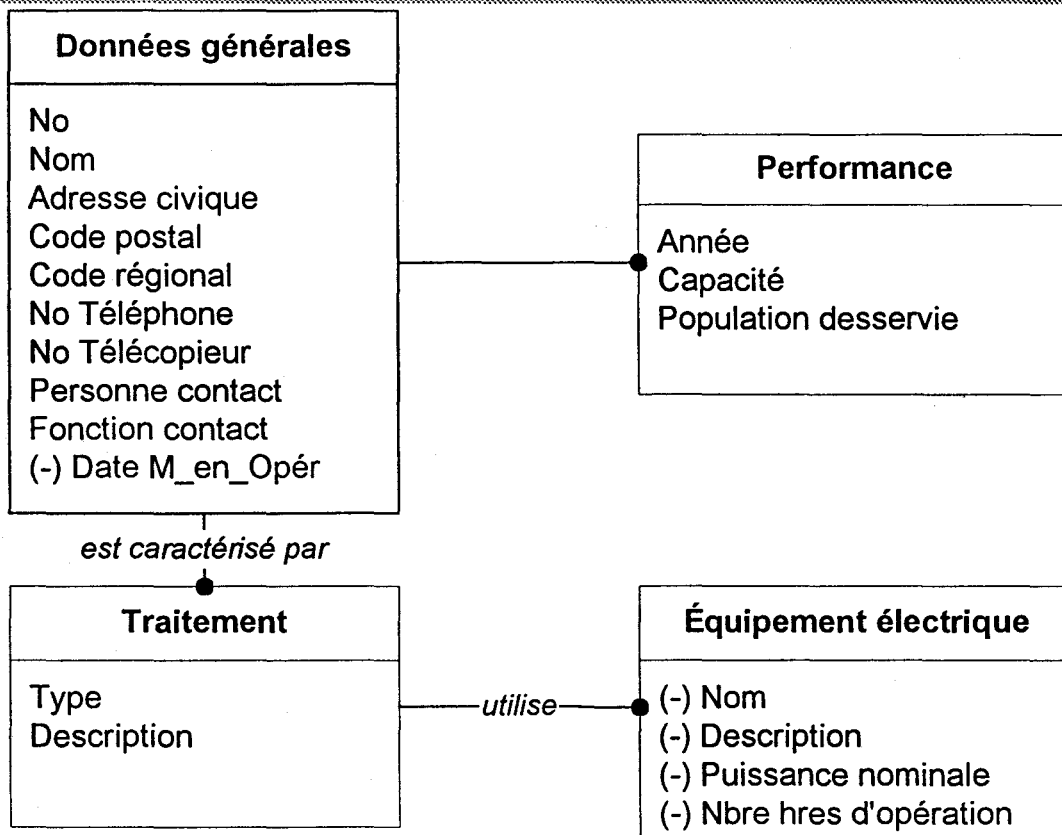 Données générales
No
Nom
Adresse civique
Code postal
Code régional
No Téléphone
No Télécopieur
Personne contact
Fonction contact
(-) Date M_en_Opér
Performance
Année
Capacité
Population desservie
est caractérisé par
Traitement
Type
Description
utilise
Équipement électrique
(-) Nom
(-) Description
(-) Puissance nominale
(-) Nbre hres d'opération